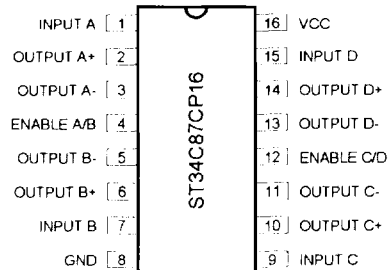 INPUT A 1 16 VCC
OUTPUT A+ 2 15 INPUT D
OUTPUT A- 3 14 OUTPUT D+
ENABLE A/B 4 13 OUTPUT D-
OUTPUT B- 5 12 ENABLE C/D
OUTPUT B+ 6 11 OUTPUT C-
INPUT B 7 10 OUTPUT C+
GND 8 9 INPUT C
ST34C87CP16